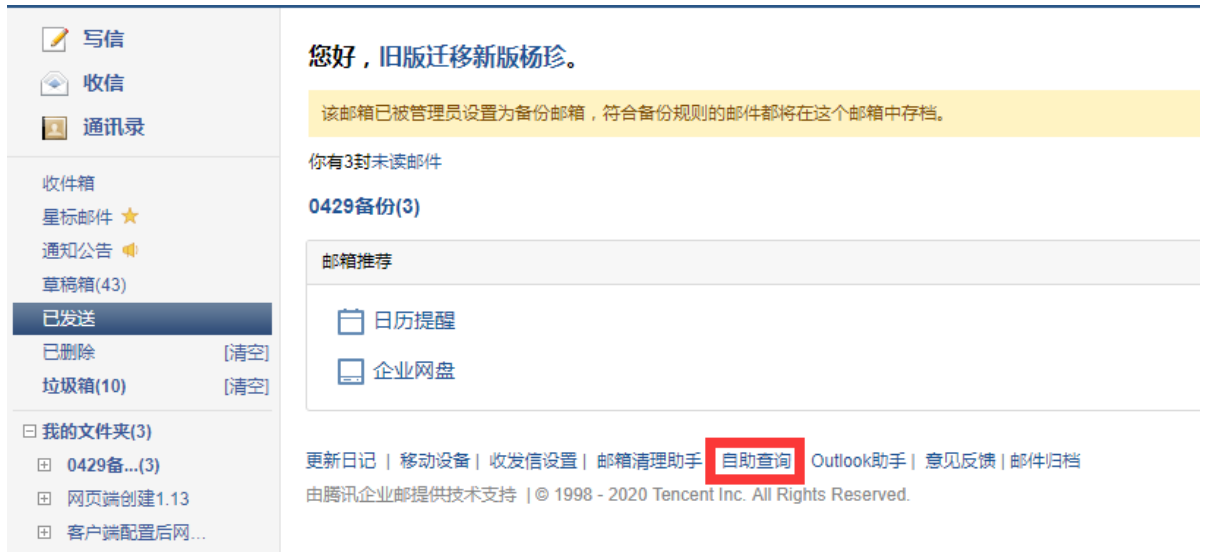 写信
收信
通讯录
收件箱
星标邮件
通知公告
草稿箱(43)
已发送
已删除 [清空]
垃圾箱(10) [清空]
我的文件夹(3)
0429备...(3)
网页端创建1.13
客户端配置后网...
您好，旧版迁移新版杨珍。
该邮箱已被管理员设置为备份邮箱，符合备份规则的邮件都将在这个邮箱中存档。
你有3封未读邮件
0429备份(3)
邮箱推荐
日历提醒
企业网盘
更新日记 | 移动设备 | 收发信设置 | 邮箱清理助手 自助查询 Outlook助手 | 意见反馈 | 邮件归档
由腾讯企业邮提供技术支持 | © 1998 - 2020 Tencent Inc. All Rights Reserved.